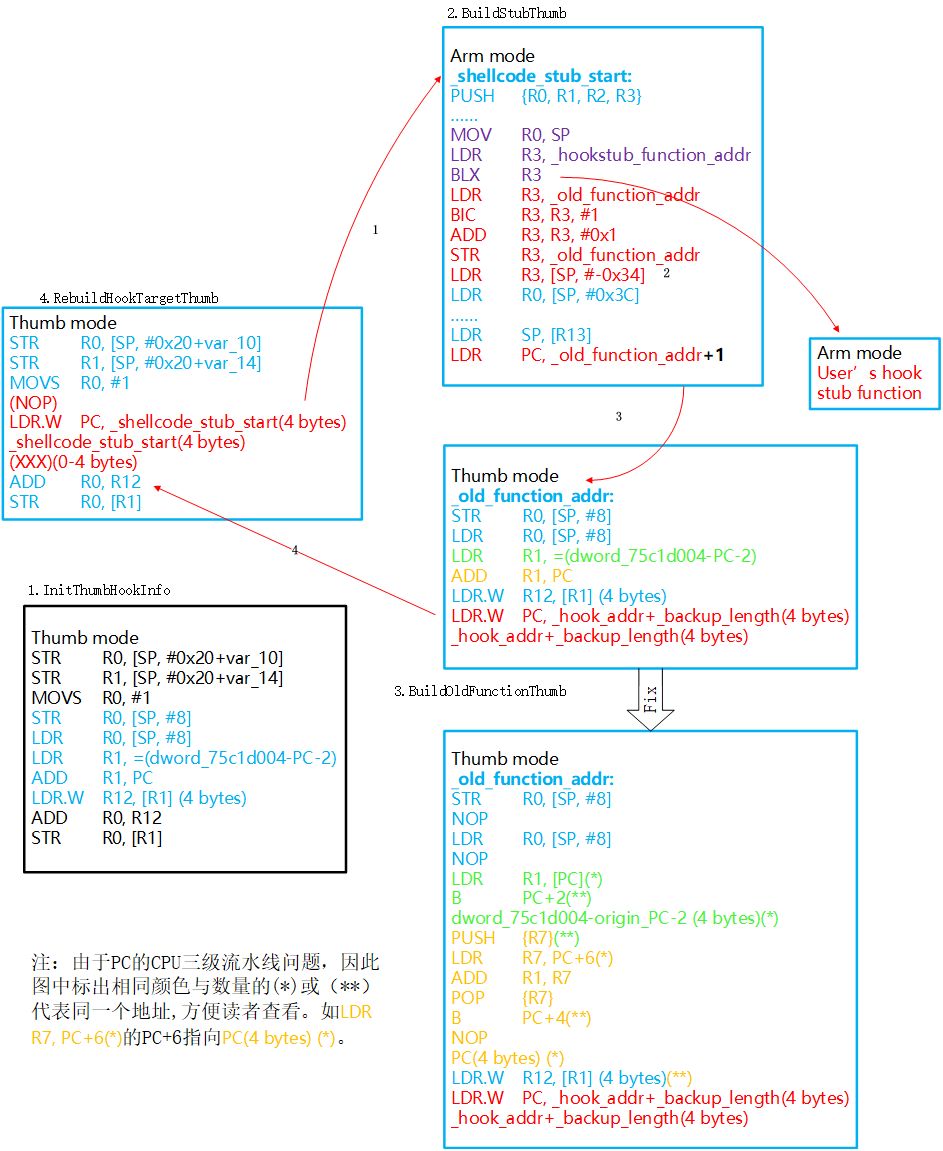 2.BuildStubThumb
Arm mode
_shellcode_stub_start:
PUSH {R0, R1, R2, R3}
......
MOV R0, SP
LDR R3, _hookstub_function_addr
BLX R3
LDR R3, _old_function_addr
BIC R3, R3, #1
ADD R3, R3, #0x1
STR R3, _old_function_addr
LDR R3, [SP, #-0x34]
LDR R0, [SP, #0x3C]
......
LDR SP, [R13]
LDR PC, _old_function_addr+1
1
2
3
4
4.RebuildHookTargetThumb
Thumb mode
STR R0, [SP, #0x20+var_10]
STR R1, [SP, #0x20+var_14]
MOVS R0, #1
(NOP)
LDR.W PC, _shellcode_stub_start(4 bytes)
_shellcode_stub_start(4 bytes)
(XXX)(0-4 bytes)
ADD R0, R12
STR R0, [R1]
Arm mode
User’s hook
stub function
Thumb mode
_old_function_addr:
STR R0, [SP, #8]
LDR R0, [SP, #8]
LDR R1, =(dword_75c1d004-PC-2)
ADD R1, PC
LDR.W R12, [R1] (4 bytes)
LDR.W PC, _hook_addr+_backup_length(4 bytes)
_hook_addr+_backup_length(4 bytes)
1.InitThumbHookInfo
Thumb mode
STR R0, [SP, #0x20+var_10]
STR R1, [SP, #0x20+var_14]
MOVS R0, #1
STR R0, [SP, #8]
LDR R0, [SP, #8]
LDR R1, =(dword_75c1d004-PC-2)
ADD R1, PC
LDR.W R12, [R1] (4 bytes)
ADD R0, R12
STR R0, [R1]
3.BuildOldFunctionThumb
Fix
Thumb mode
_old_function_addr:
STR R0, [SP, #8]
NOP
LDR R0, [SP, #8]
NOP
LDR R1, [PC](*)
B PC+2(**)
dword_75c1d004-origin_PC-2 (4 bytes)(*)
PUSH {R7}(**)
LDR R7, PC+6(*)
ADD R1, R7
POP {R7}
B PC+4(**)
NOP
PC(4 bytes) (*)
LDR.W R12, [R1] (4 bytes)(**)
LDR.W PC, _hook_addr+_backup_length(4 bytes)
_hook_addr+_backup_length(4 bytes)
注：由于PC的CPU三级流水线问题，因此
图中标出相同颜色与数量的(*)或（**）
代表同一个地址,方便读者查看。如LDR
R7, PC+6(*)的PC+6指向PC(4 bytes) (*)。